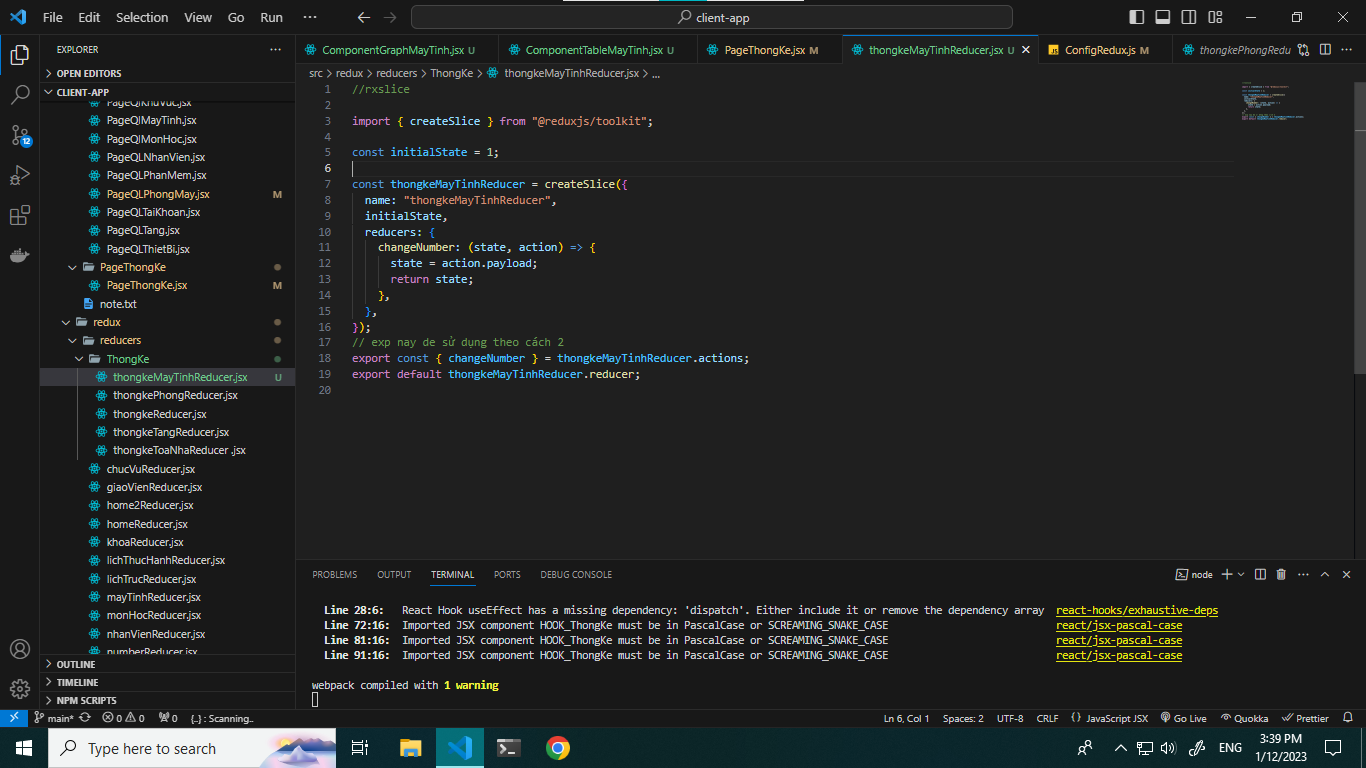 File Edit Selection View Go Run ···
client-app
EXPLORER
OPEN EDITORS
CLIENT-APP
PageQlKhuVuc.jsx
PageQlMayTinh.jsx
PageQlMonHoc.jsx
PageQLNhanVien.jsx
PageQLPhanMem.jsx
PageQLPhongMay.jsx M
PageQLTaiKhoan.jsx
PageQLTang.jsx
PageQLThietBi.jsx
PageThongKe
PageThongKe.jsx M
note.txt
redux
reducers
ThongKe
thongkeMayTinhReducer.jsx U
thongkePhongReducer.jsx
thongkeReducer.jsx
thongkeTangReducer.jsx
thongkeToaNhaReducer .jsx
chucVuReducer.jsx
giaoVienReducer.jsx
home2Reducer.jsx
homeReducer.jsx
khoaReducer.jsx
lichThucHanhReducer.jsx
lichTrucReducer.jsx
mayTinhReducer.jsx
monHocReducer.jsx
nhanVienReducer.jsx
numberReducer.jsx
OUTLINE
TIMELINE
NPM SCRIPTS
12
ComponentGraphMayTinh.jsx U
ComponentTableMayTinh.jsx U
PageThongKe.jsx M
thongkeMayTinhReducer.jsx U
ConfigRedux.js M
thongkePhongRedu
src > redux > reducers > ThongKe > thongkeMayTinhReducer.jsx > ...
1 //rxslice
2
3 import { createSlice } from "@reduxjs/toolkit";
4
5 const initialState = 1;
6
7 const thongkeMayTinhReducer = createSlice({
8 name: "thongkeMayTinhReducer",
9 initialState,
10 reducers: {
11 changeNumber: (state, action) => {
12 state = action.payload;
13 return state;
14 },
15 },
16 });
17 // exp nay de sử dụng theo cách 2
18 export const { changeNumber } = thongkeMayTinhReducer.actions;
19 export default thongkeMayTinhReducer.reducer;
20
PROBLEMS OUTPUT TERMINAL PORTS DEBUG CONSOLE
node
Line 28:6: React Hook useEffect has a missing dependency: 'dispatch'. Either include it or remove the dependency array react-hooks/exhaustive-deps
Line 72:16: Imported JSX component HOOK_ThongKe must be in PascalCase or SCREAMING_SNAKE_CASE react/jsx-pascal-case
Line 81:16: Imported JSX component HOOK_ThongKe must be in PascalCase or SCREAMING_SNAKE_CASE react/jsx-pascal-case
Line 91:16: Imported JSX component HOOK_ThongKe must be in PascalCase or SCREAMING_SNAKE_CASE react/jsx-pascal-case
webpack compiled with 1 warning
main* 0 0 0 {..} : Scanning..
Ln 6, Col 1 Spaces: 2 UTF-8 CRLF {} JavaScript JSX Go Live Quokka Prettier
Type here to search
ENG
3:39 PM
1/12/2023